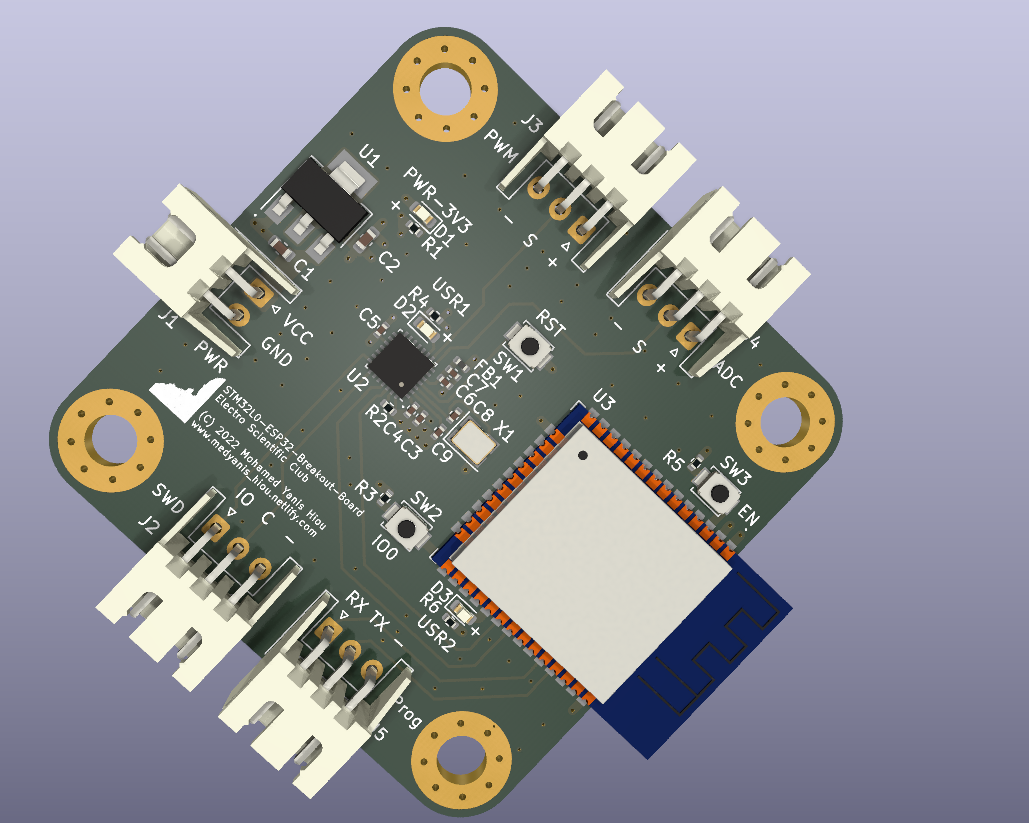 J3
PWM
- S +
U1
PWR-3V3
+
D1
R1
C1
C2
J1
PWR
VCC
GND
USR1
R4
D2
+
C5
U2
RST
SW1
FB1
C7
C6 C8
X1
R2 C4 C3
C9
- S +
4
ADC
U3
R5
SW3
EN
STM32L0-ESP32-Breakout-Board
Electro Scientific Club
(C) 2022 Mohamed Yanis Hiou
www.medyanis_hiou.netlify.com
SWD
J2
IO C -
R3
SW2
IO0
D3
R6
USR2
+
RX TX -
Prog
5